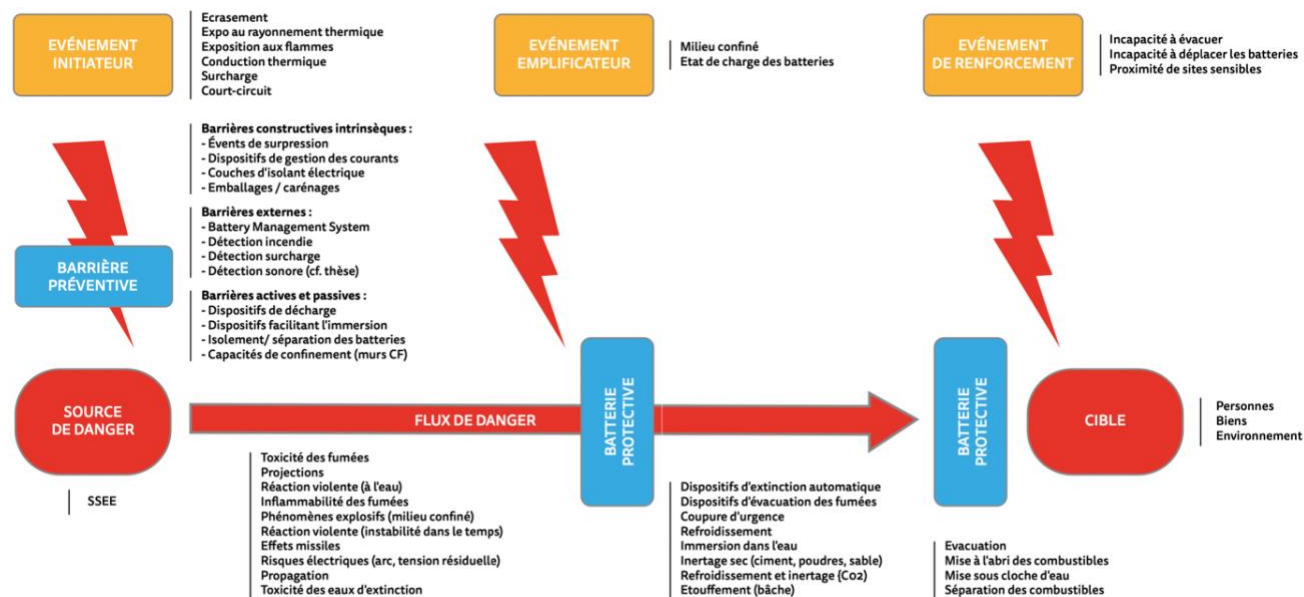 EVÉNEMENT
INITIATEUR
Ecrasement
Expo au rayonnement thermique
Exposition aux flammes
Conduction thermique
Surcharge
Court-circuit
EVÉNEMENT
EMPLIFICATEUR
Milieu confiné
Etat de charge des batteries
EVÉNEMENT
DE RENFORCEMENT
Incapacité à évacuer
Incapacité à déplacer les batteries
Proximité de sites sensibles
BARRIÈRE
PRÉVENTIVE
Barrières constructives intrinsèques :
- Évents de surpression
- Dispositifs de gestion des courants
- Couches d'isolant électrique
- Emballages / carénages
Barrières externes :
- Battery Management System
- Détection incendie
- Détection surcharge
- Détection sonore (cf. thèse)
Barrières actives et passives :
- Dispositifs de décharge
- Dispositifs facilitant l'immersion
- Isolement/ séparation des batteries
- Capacités de confinement (murs CF)
SOURCE
DE DANGER
SSEE
FLUX DE DANGER
Toxicité des fumées
Projections
Réaction violente (à l'eau)
Inflammabilité des fumées
Phénomènes explosifs (milieu confiné)
Réaction violente (instabilité dans le temps)
Effets missiles
Risques électriques (arc, tension résiduelle)
Propagation
Toxicité des eaux d'extinction
BATTERIE
PROTECTIVE
Dispositifs d'extinction automatique
Dispositifs d'évacuation des fumées
Coupure d'urgence
Refroidissement
Immersion dans l'eau
Inertage sec (ciment, poudres, sable)
Refroidissement et inertage {Co2)
Etouffement (bâche)
BATTERIE
PROTECTIVE
Evacuation
Mise à l'abri des combustibles
Mise sous cloche d'eau
Séparation des combustibles
CIBLE
Personnes
Biens
Environnement